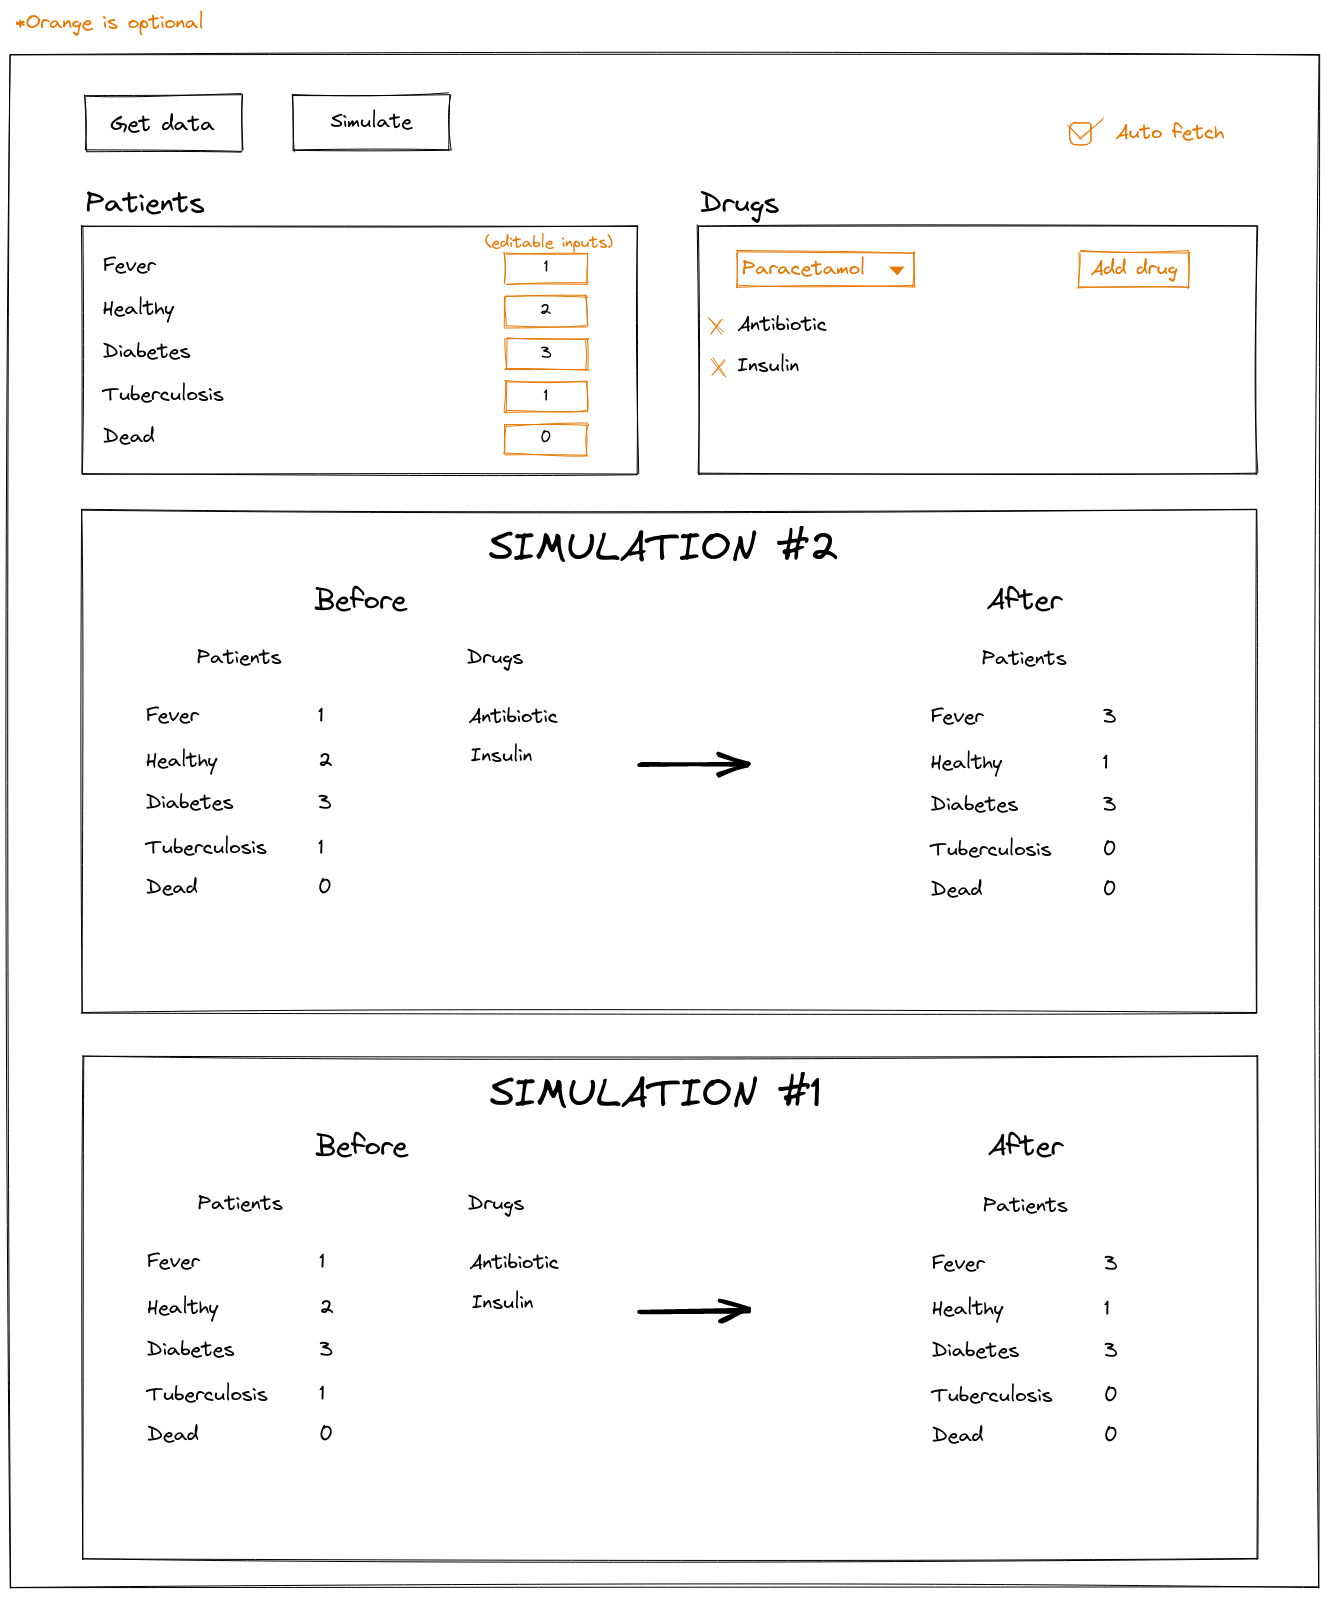 *Orange is optional
Get data Simulate
Auto fetch
Patients Drugs
(editable inputs)
Fever 1
Healthy 2
Diabetes 3
Tuberculosis 1
Dead 0
Paracetamol Add drug
Antibiotic
Insulin
SIMULATION #2
Before After
Patients Drugs Patients
Fever 1 Antibiotic Fever 3
Healthy 2 Insulin Healthy 1
Diabetes 3 Diabetes 3
Tuberculosis 1 Tuberculosis 0
Dead 0 Dead 0
SIMULATION #1
Before After
Patients Drugs Patients
Fever 1 Antibiotic Fever 3
Healthy 2 Insulin Healthy 1
Diabetes 3 Diabetes 3
Tuberculosis 1 Tuberculosis 0
Dead 0 Dead 0